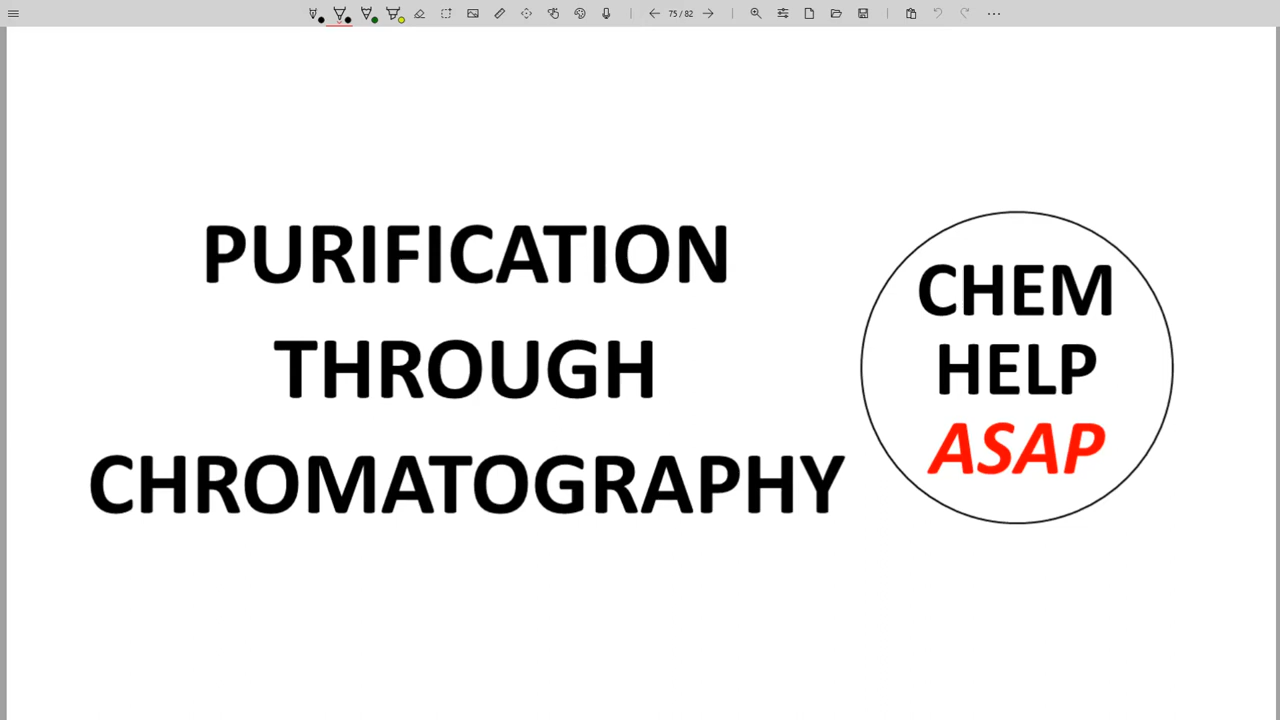 75 / 82
PURIFICATION
THROUGH
CHROMATOGRAPHY
CHEM
HELP
ASAP